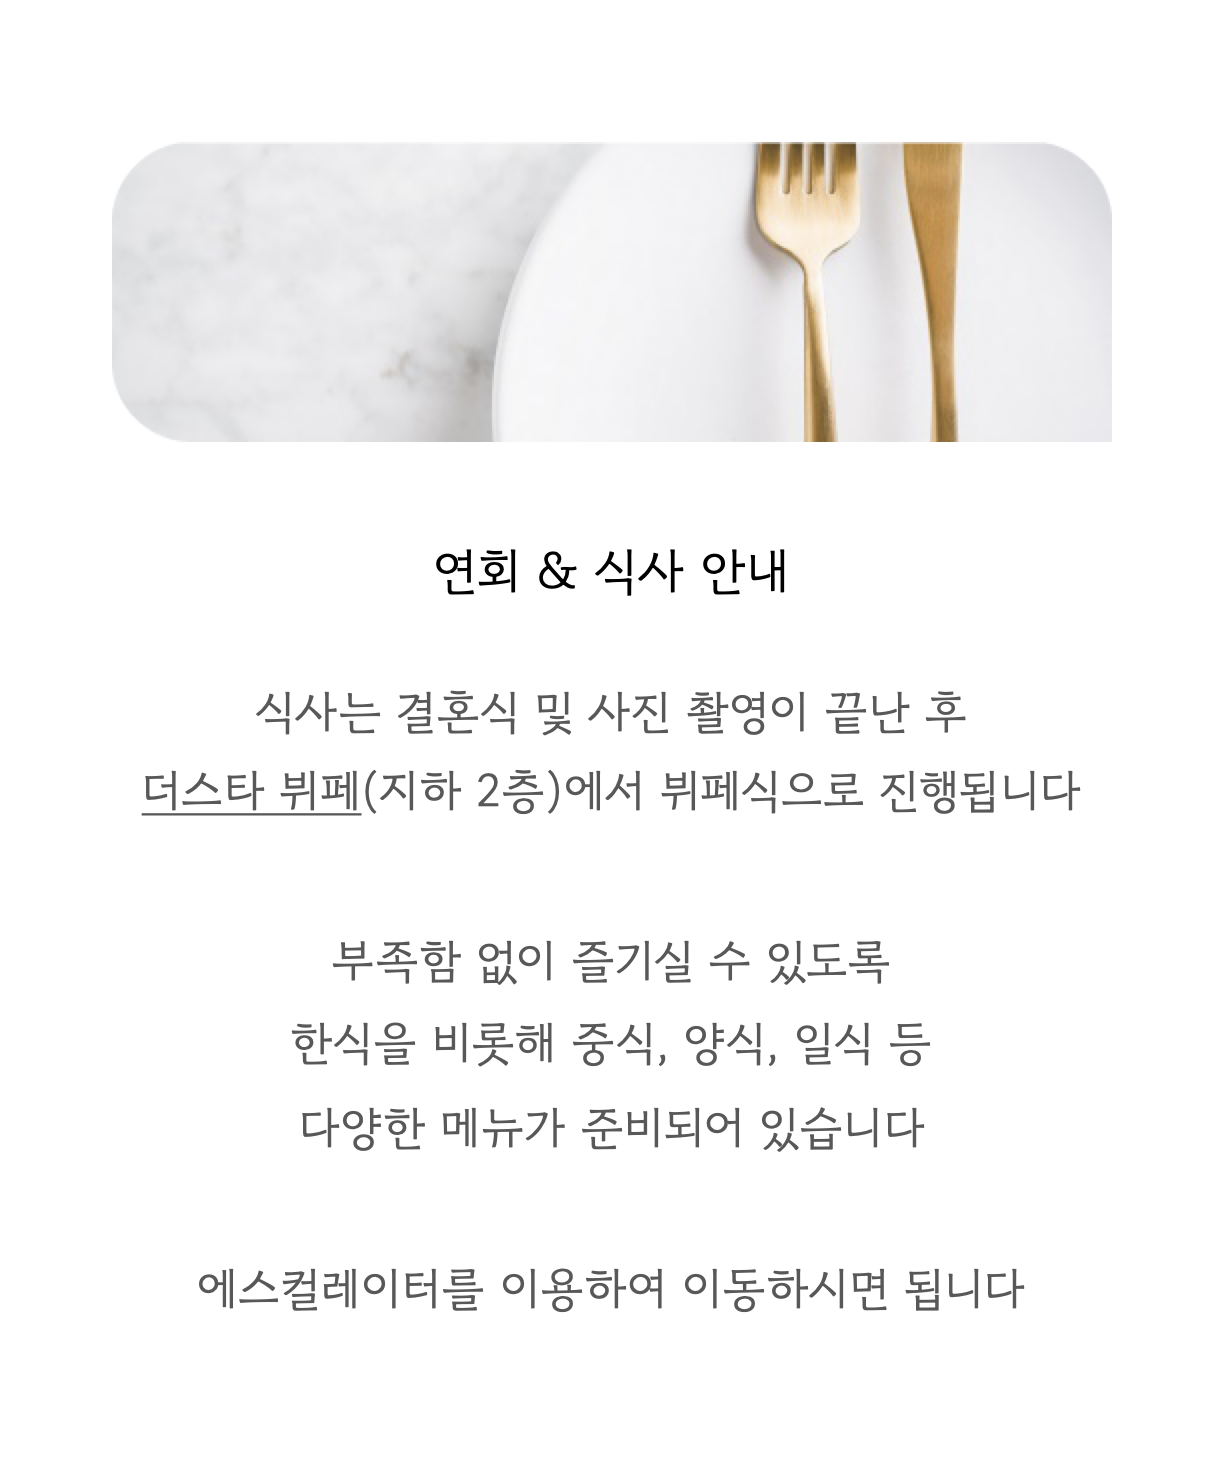 연회 & 식사 안내
식사는 결혼식 및 사진 촬영이 끝난 후
더스타 뷔페(지하 2층)에서 뷔페식으로 진행됩니다
부족함 없이 즐기실 수 있도록
한식을 비롯해 중식, 양식, 일식 등
다양한 메뉴가 준비되어 있습니다
에스컬레이터를 이용하여 이동하시면 됩니다